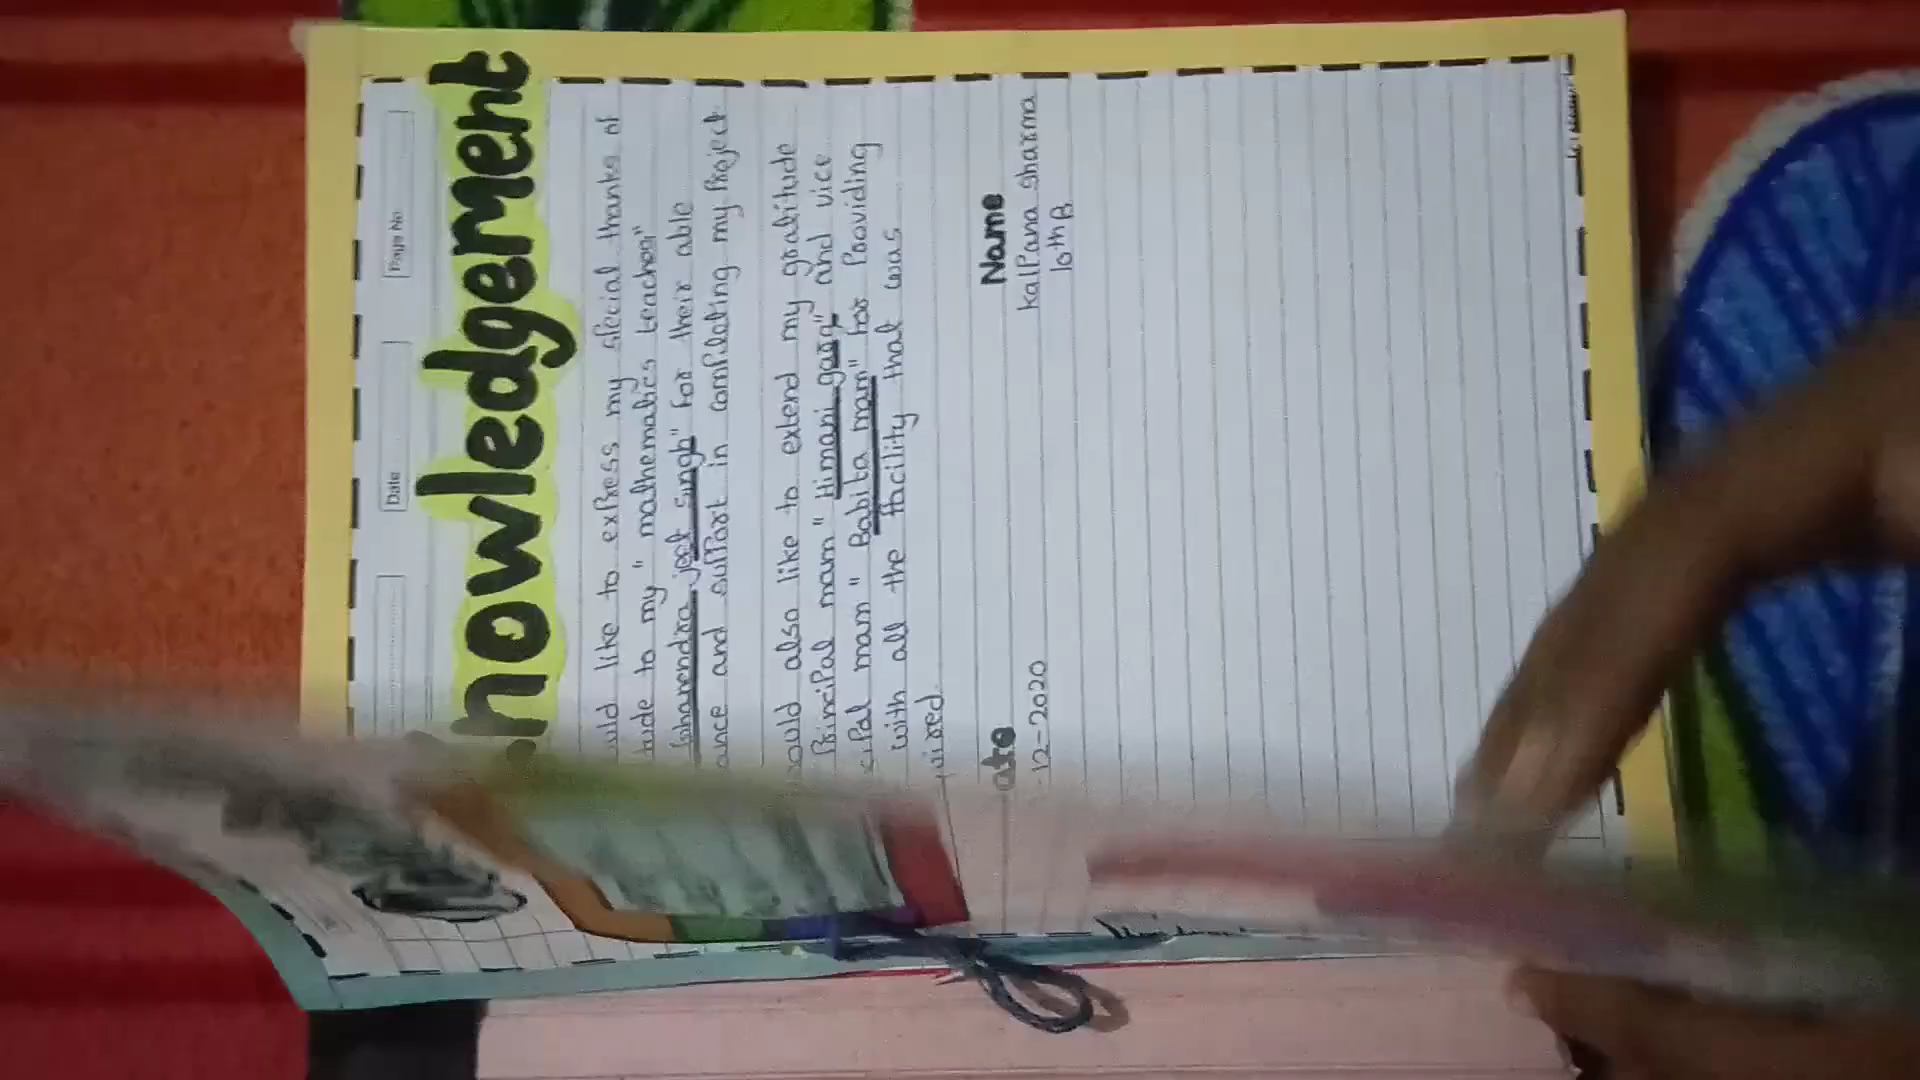 Page No.
Date
nowledgement
uld like to express my special thanks of
tude to my "mathematics teacher"
jeet singh" for their able
ance and support in completing my Project
ould also like to extend my gratitude
Principal mam "Himani garg" and vice
cipal mam "Babita mam" for Providing
with all the facility that was
uired.
ate
12-2020
Name
Kalpana sharma
10th B